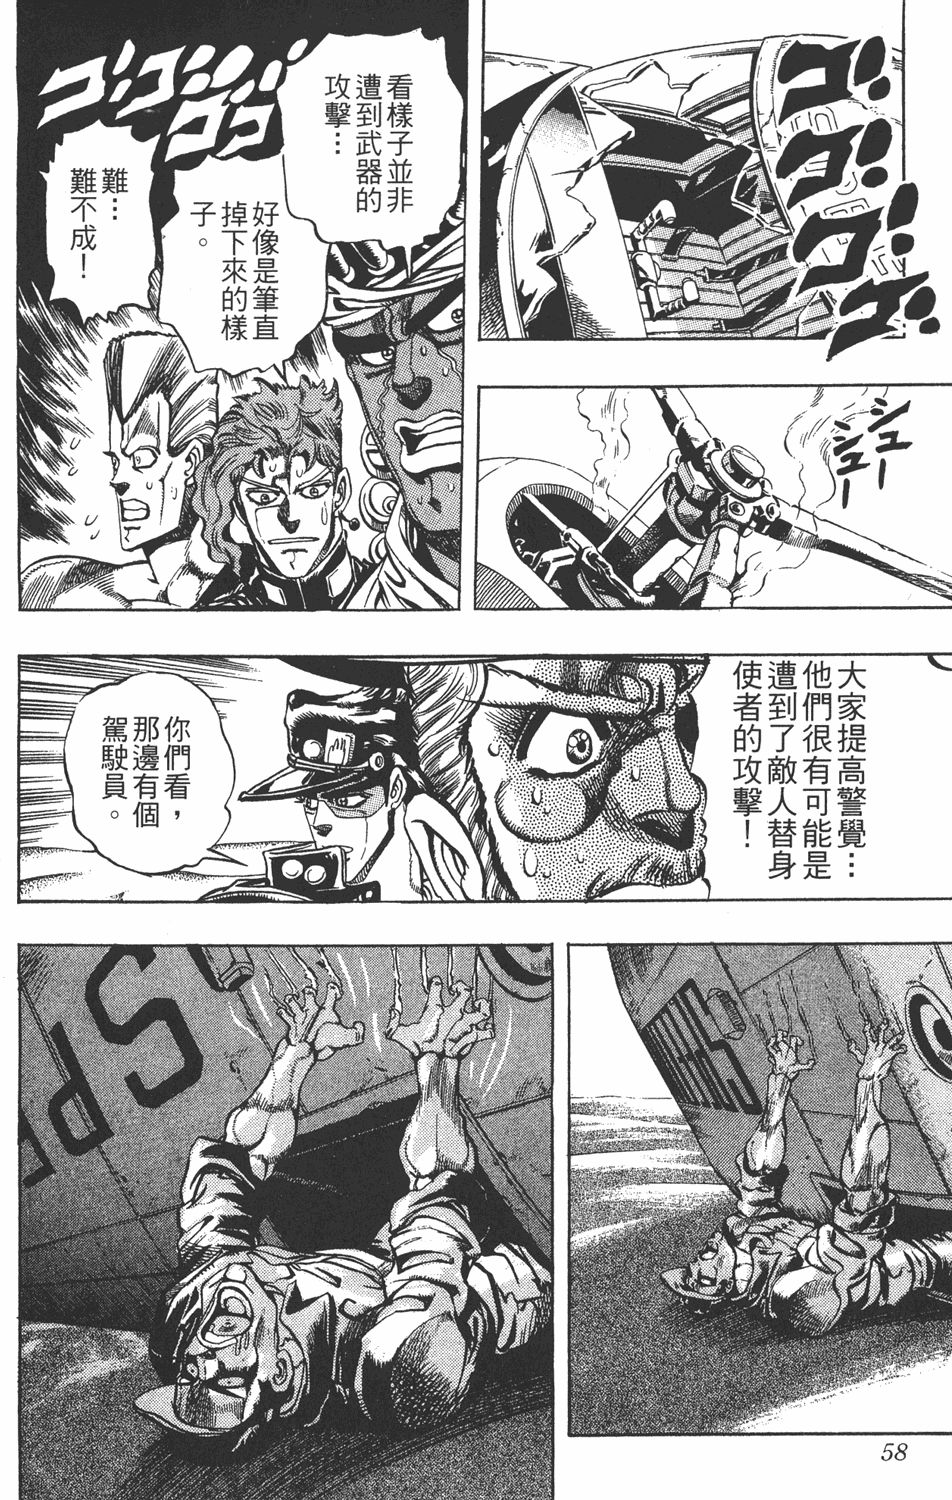 ゴゴゴゴ
シュー
シュー
看樣子並非
遭到武器的
攻擊…
好像是筆直
掉下來的樣
子。
ゴゴゴゴゴ
難…
難不成！
大家提高警覺…
他們很有可能是
遭到了敵人替身
使者的攻擊！
你們看，
那邊有個
駕駛員。
58